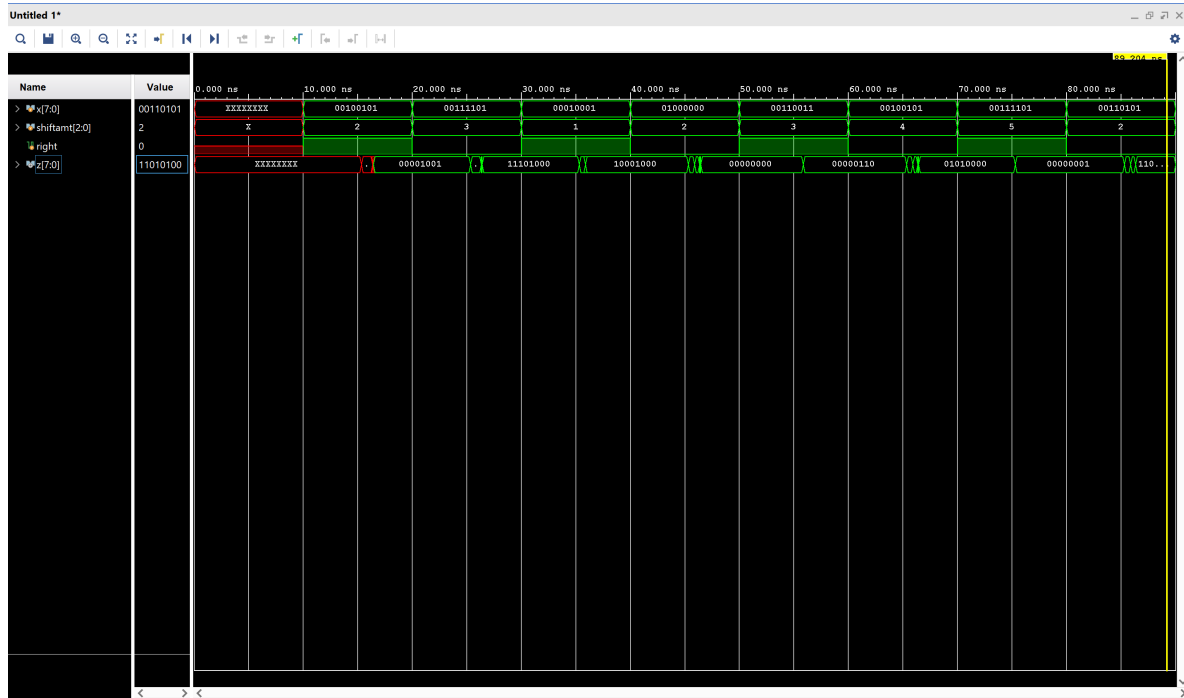 Untitled 1*
89.204 ns
Name Value
0.000 ns 10.000 ns 20.000 ns 30.000 ns 40.000 ns 50.000 ns 60.000 ns 70.000 ns 80.000 ns
x[7:0] 00110101 XXXXXXXX 00100101 00111101 00010001 01000000 00110011 00100101 00111101 00110101
shiftamt[2:0] 2 X 2 3 1 2 3 4 5 2
right 0
z[7:0] 11010100 XXXXXXXX . 00001001 . 11101000 10001000 00000000 00000110 01010000 00000001 110..